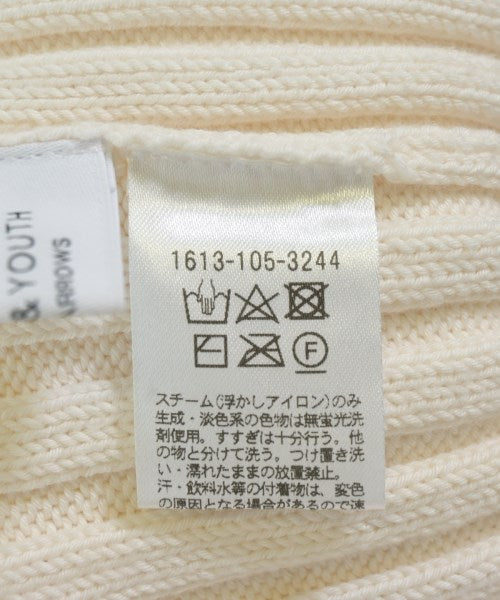 & YOUTH
ARROWS
1613-105-3244
F
スチーム(浮かしアイロン)のみ
生成・淡色系の色物は無蛍光洗
剤使用。すすぎは十分行う。他
の物と分けて洗う。つけ置き洗
い・濡れたままの放置禁止。
汗・飲料水等の付着物は、変色
の原因となる場合があるので速